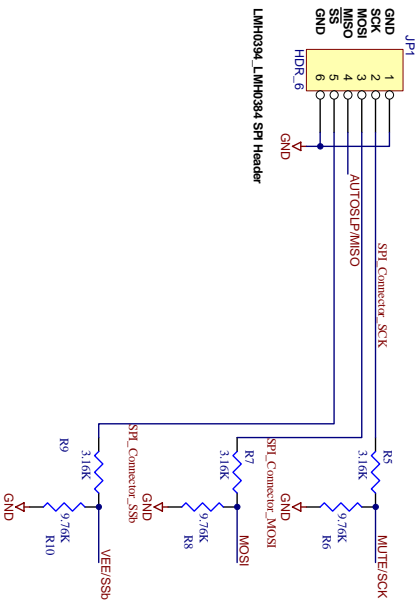 JP1
GND
SCK
MOSI
MISO
SS
GND
1
2
3
4
5
6
HDR_6
LMH0394_LMH0384 SPI Header
GND
AUTOSLP/MISO
SPI_Connector_SCK
R5
3.16K
SPI_Connector_MOSI
9.76K
R6
GND
MUTE/SCK
R7
3.16K
SPI_Connector_SSb
9.76K
R8
GND
MOSI
R9
3.16K
9.76K
R10
GND
VEE/SSb